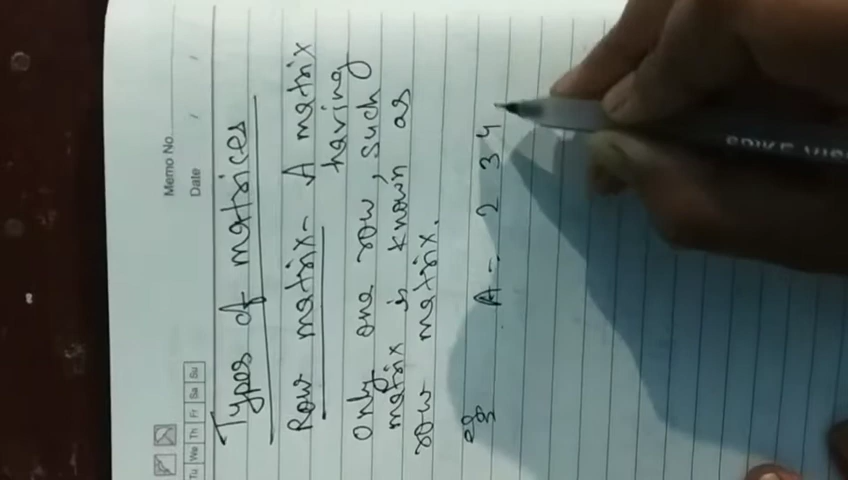 Memo No.
Date / /
Tu We Th Fr Sa Su
Types of matrices
Row matrix - A matrix
having
only one row, such
matrix is known as
row matrix.
eg A - 2 3 4